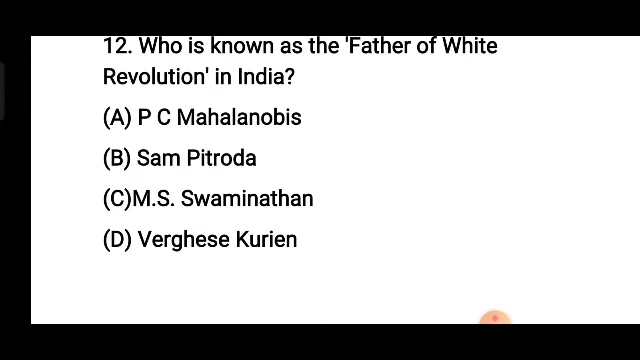 12. Who is known as the 'Father of White
Revolution' in India?
(A) P C Mahalanobis
(B) Sam Pitroda
(C)M.S. Swaminathan
(D) Verghese Kurien